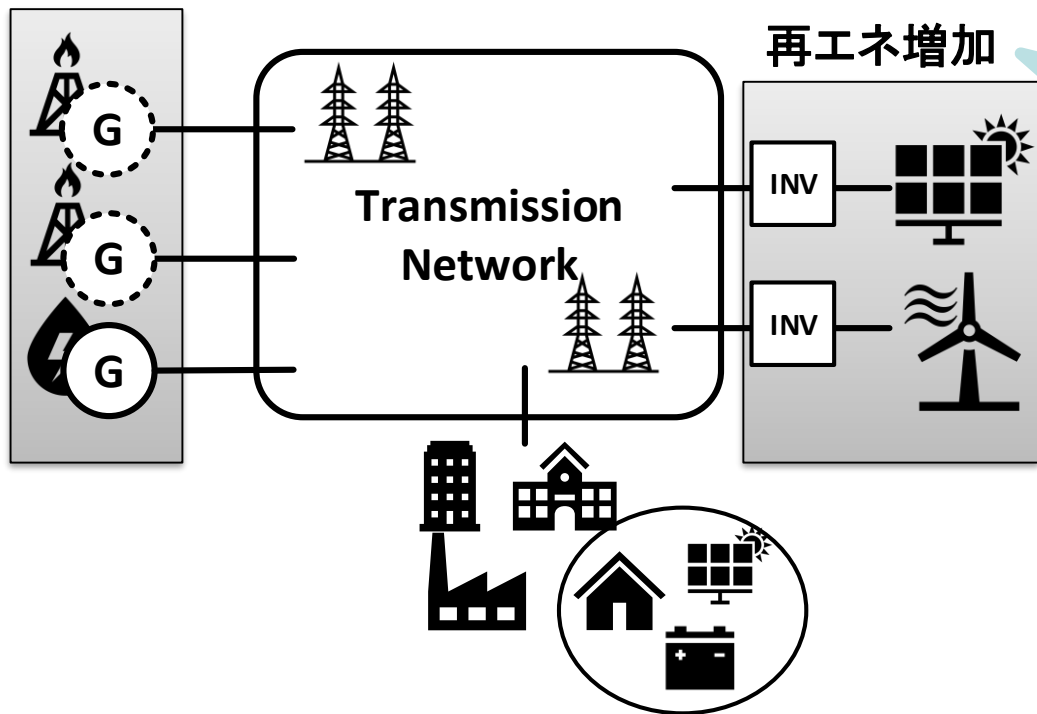 再エネ増加
G
G
G
Transmission
Network
INV
INV
+ -